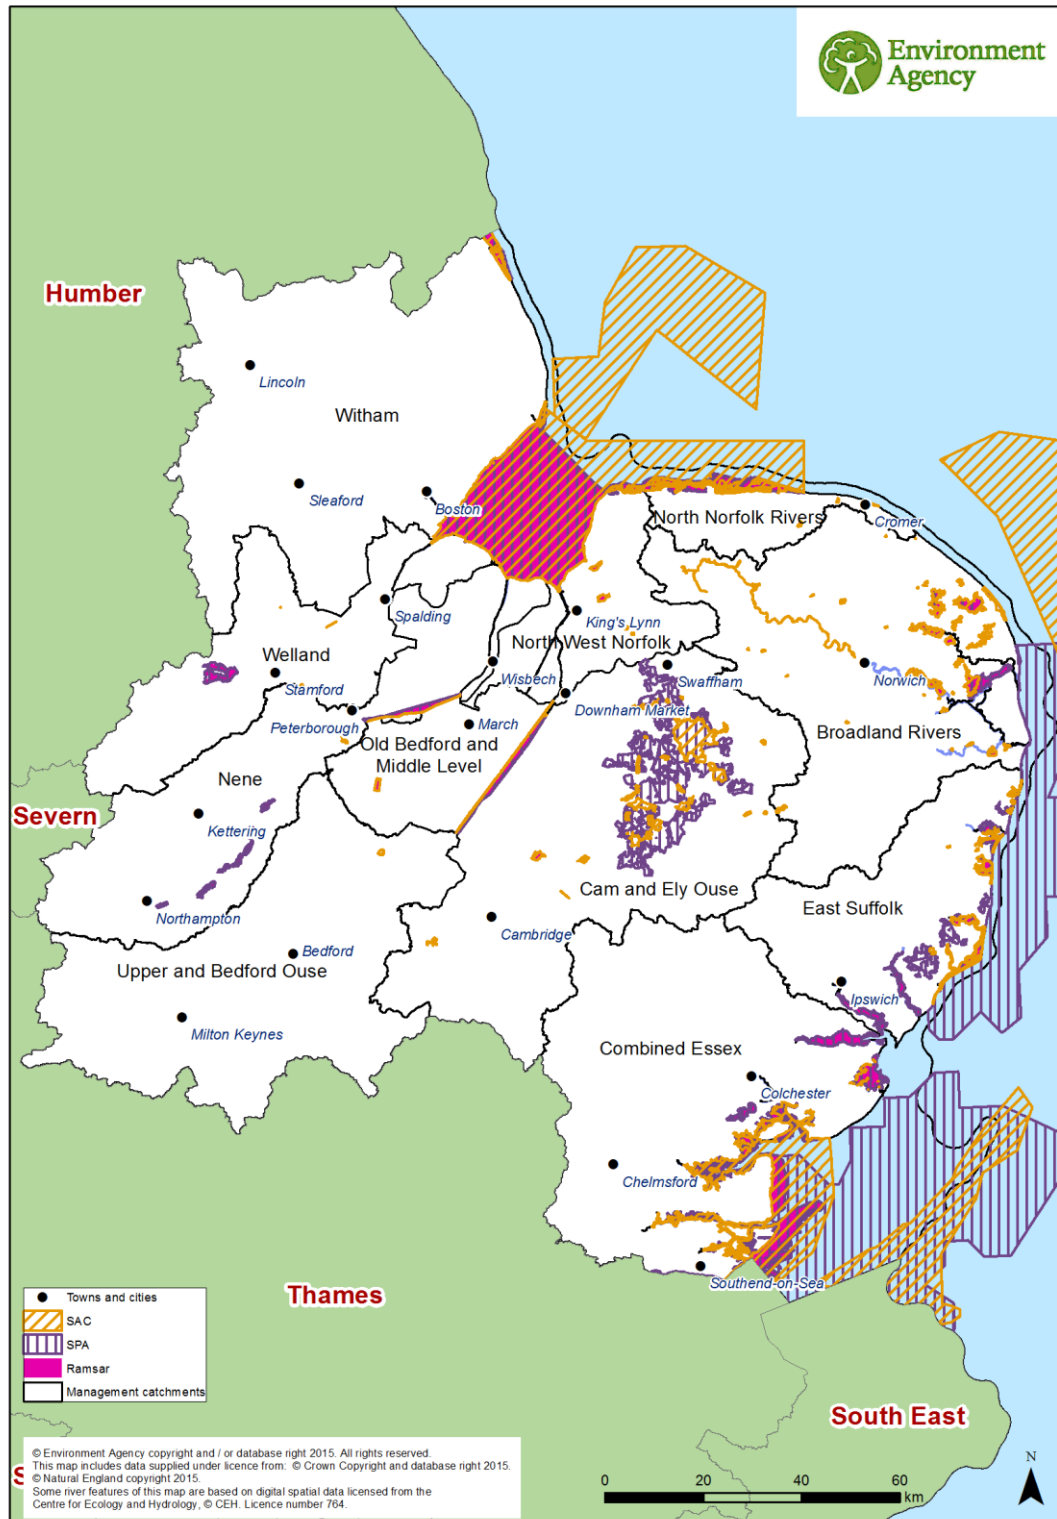 Environment
Agency
Humber
Lincoln
Witham
Sleaford
Boston
North Norfolk Rivers
Cromer
Spalding
King's Lynn
North West Norfolk
Welland
Stamford
Wisbech
Swaffham
Norwich
Peterborough
March
Downham Market
Broadland Rivers
Old Bedford and
Middle Level
Nene
Severn
Kettering
Cam and Ely Ouse
Northampton
East Suffolk
Cambridge
Bedford
Upper and Bedford Ouse
Ipswich
Milton Keynes
Combined Essex
Colchester
Chelmsford
Southend-on-Sea
Thames
Towns and cities
SAC
SPA
Ramsar
Management catchments
South East
© Environment Agency copyright and / or database right 2015. All rights reserved.
This map includes data supplied under licence from: © Crown Copyright and database right 2015.
© Natural England copyright 2015.
Some river features of this map are based on digital spatial data licensed from the
Centre for Ecology and Hydrology, © CEH. Licence number 764.
S
N
0 20 40 60
km